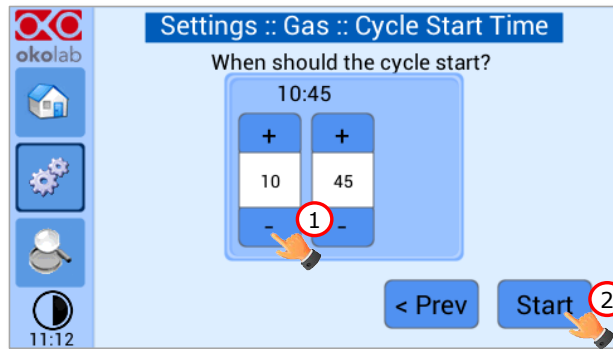 Settings :: Gas :: Cycle Start Time
okolab
When should the cycle start?
10:45
+ +
10 45
- 1 -
< Prev Start 2
11:12